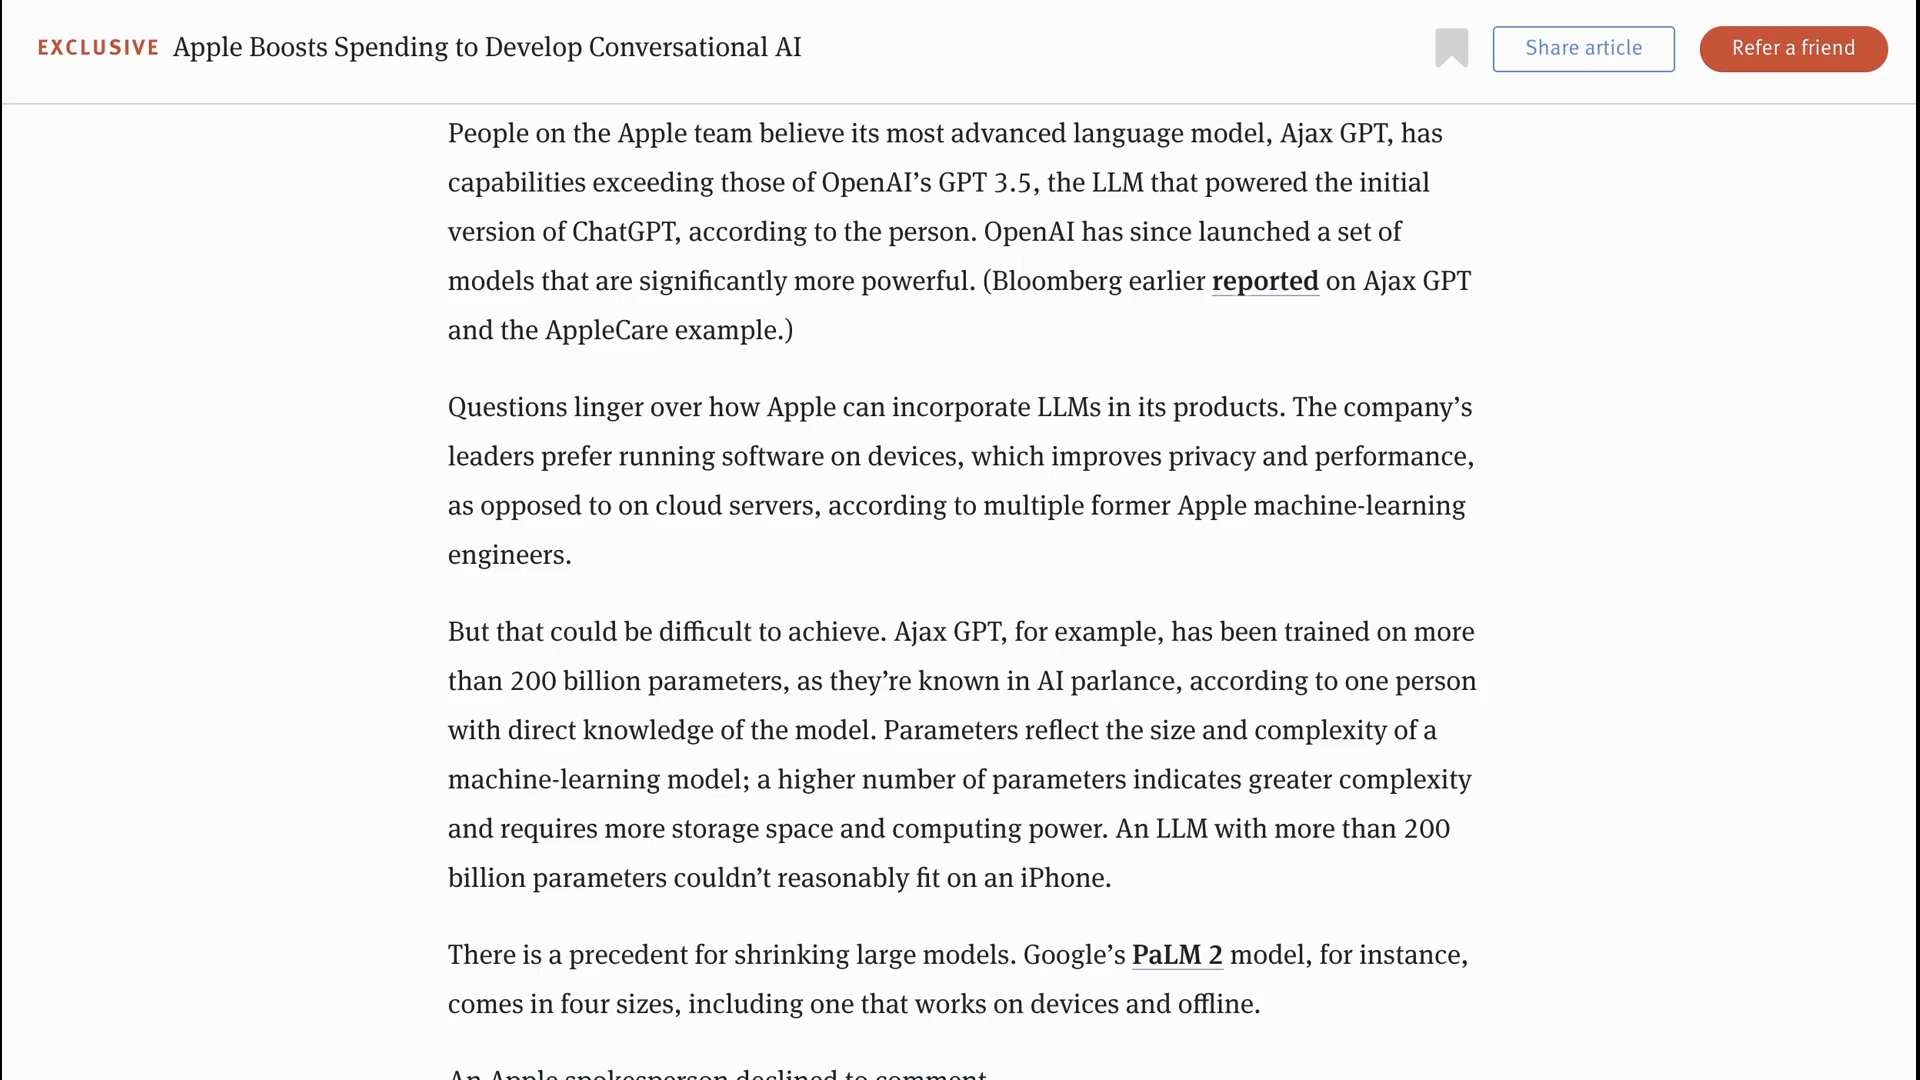 EXCLUSIVE Apple Boosts Spending to Develop Conversational AI
Share article
Refer a friend
People on the Apple team believe its most advanced language model, Ajax GPT, has
capabilities exceeding those of OpenAI’s GPT 3.5, the LLM that powered the initial
version of ChatGPT, according to the person. OpenAI has since launched a set of
models that are significantly more powerful. (Bloomberg earlier reported on Ajax GPT
and the AppleCare example.)
Questions linger over how Apple can incorporate LLMs in its products. The company’s
leaders prefer running software on devices, which improves privacy and performance,
as opposed to on cloud servers, according to multiple former Apple machine-learning
engineers.
But that could be difficult to achieve. Ajax GPT, for example, has been trained on more
than 200 billion parameters, as they’re known in AI parlance, according to one person
with direct knowledge of the model. Parameters reflect the size and complexity of a
machine-learning model; a higher number of parameters indicates greater complexity
and requires more storage space and computing power. An LLM with more than 200
billion parameters couldn’t reasonably fit on an iPhone.
There is a precedent for shrinking large models. Google’s PaLM 2 model, for instance,
comes in four sizes, including one that works on devices and offline.
An Apple spokesperson declined to comment.